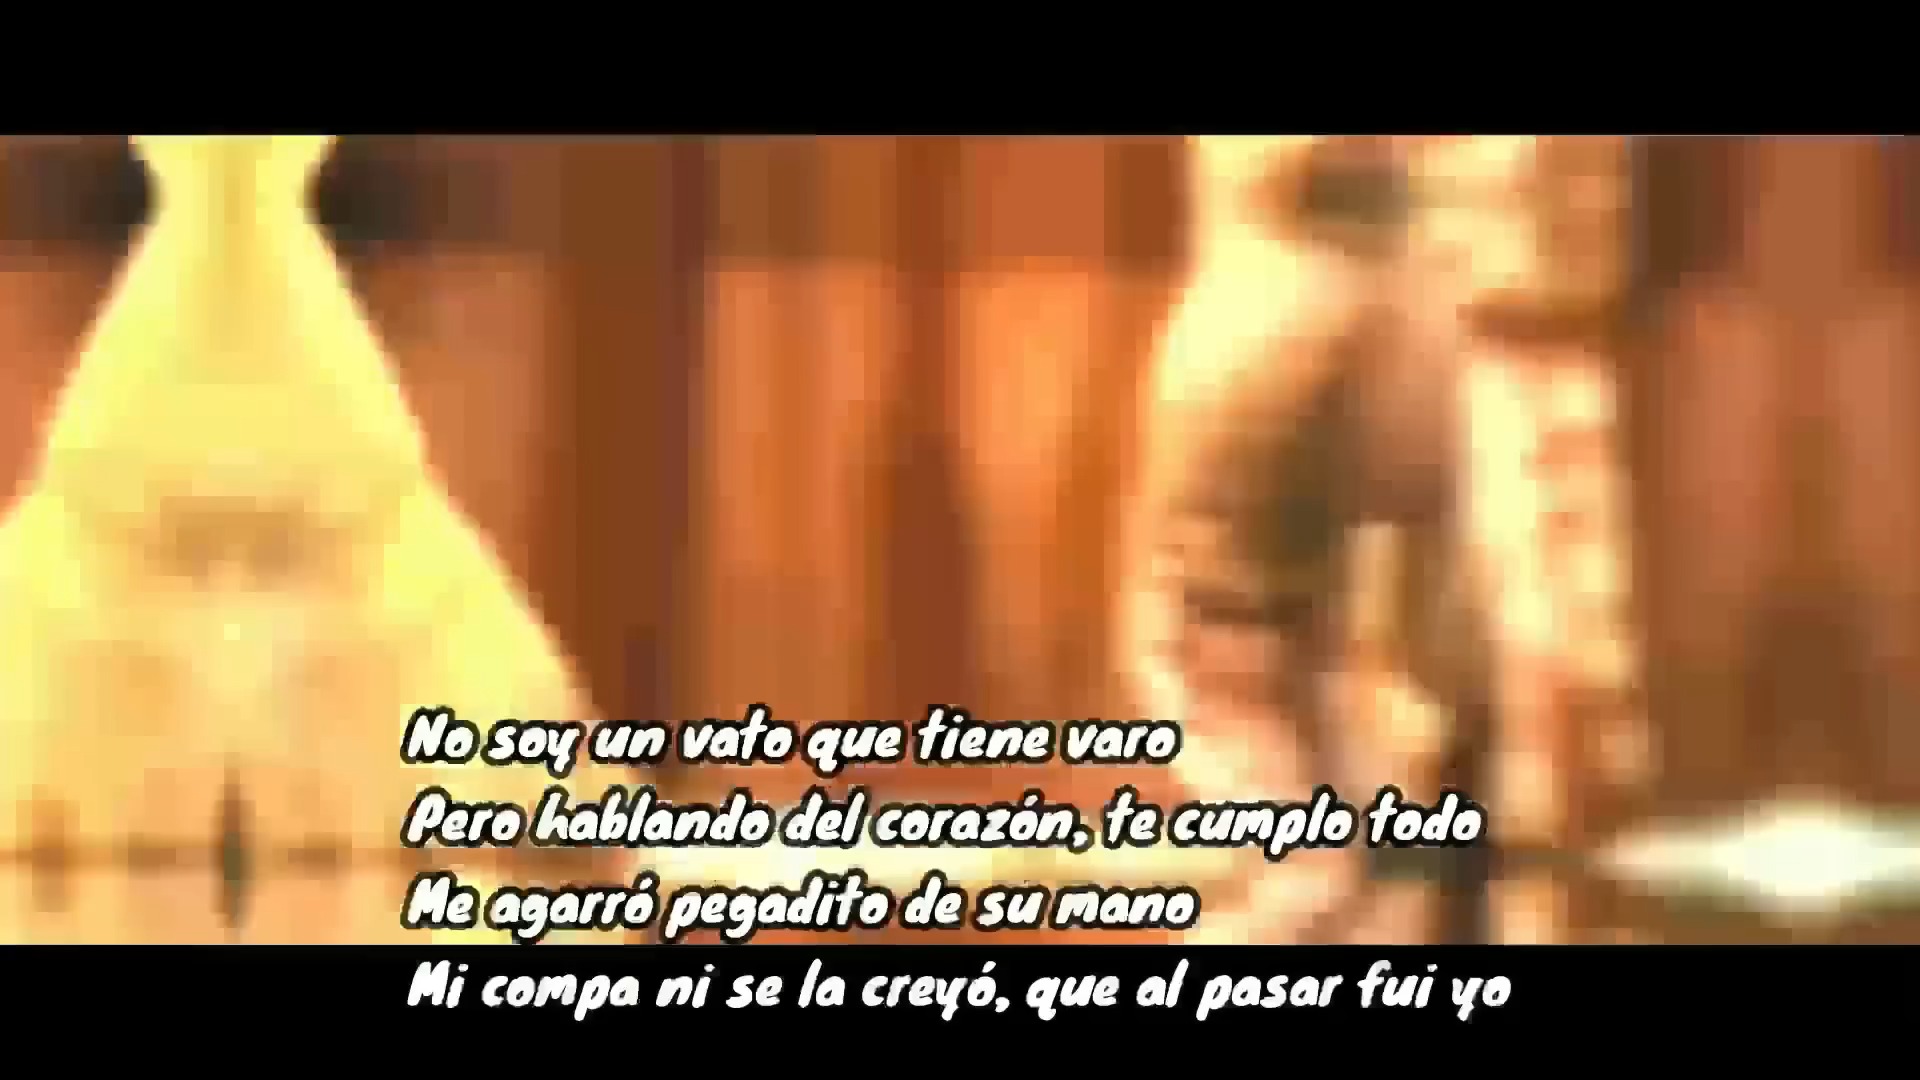 No soy un vato que tiene varo
Pero hablando del corazón, te cumplo todo
Me agarró pegadito de su mano
Mi compa ni se la creyó, que al pasar fui yo